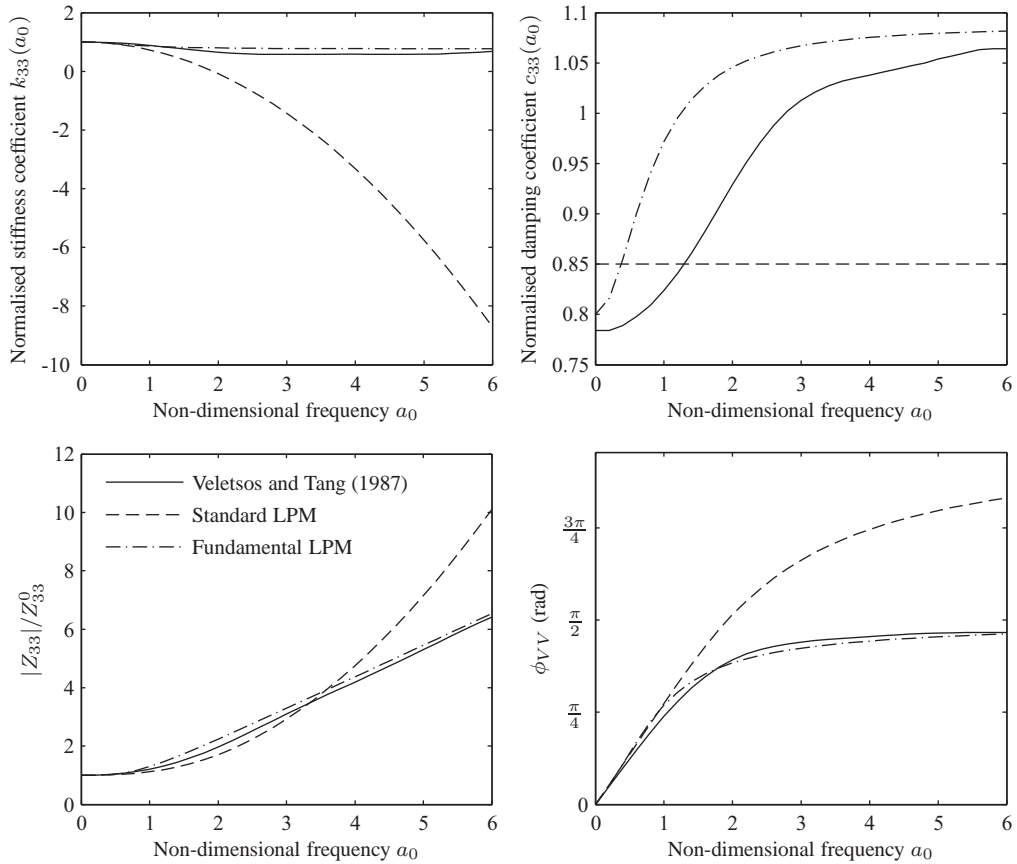 Normalised stiffness coefficient k33(a0)
2
0
-2
-4
-6
-8
-10
0 1 2 3 4 5 6
Non-dimensional frequency a0
Normalised damping coefficient c33(a0)
1.1
1.05
1
0.95
0.9
0.85
0.8
0.75
0 1 2 3 4 5 6
Non-dimensional frequency a0
|Z33|/Z⁰33
12
10
8
6
4
2
0
Veletsos and Tang (1987)
Standard LPM
Fundamental LPM
0 1 2 3 4 5 6
Non-dimensional frequency a0
ϕVV (rad)
3π/4
π/2
π/4
0
0 1 2 3 4 5 6
Non-dimensional frequency a0